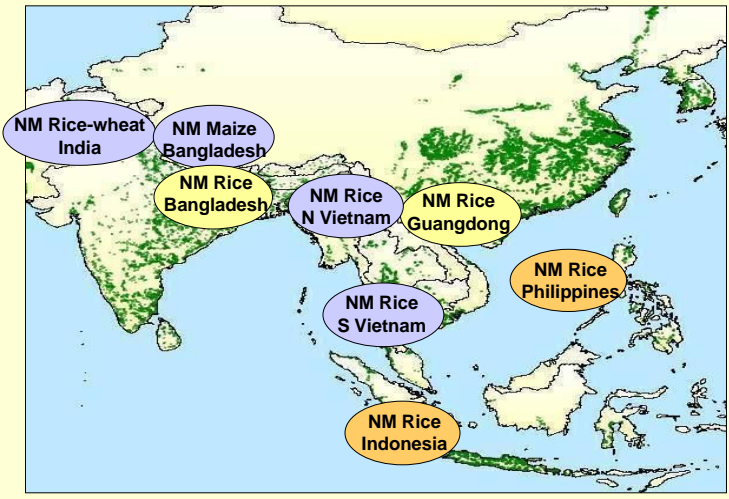 NM Rice-wheat
India
NM Maize
Bangladesh
NM Rice
Bangladesh
NM Rice
N Vietnam
NM Rice
Guangdong
NM Rice
Philippines
NM Rice
S Vietnam
NM Rice
Indonesia